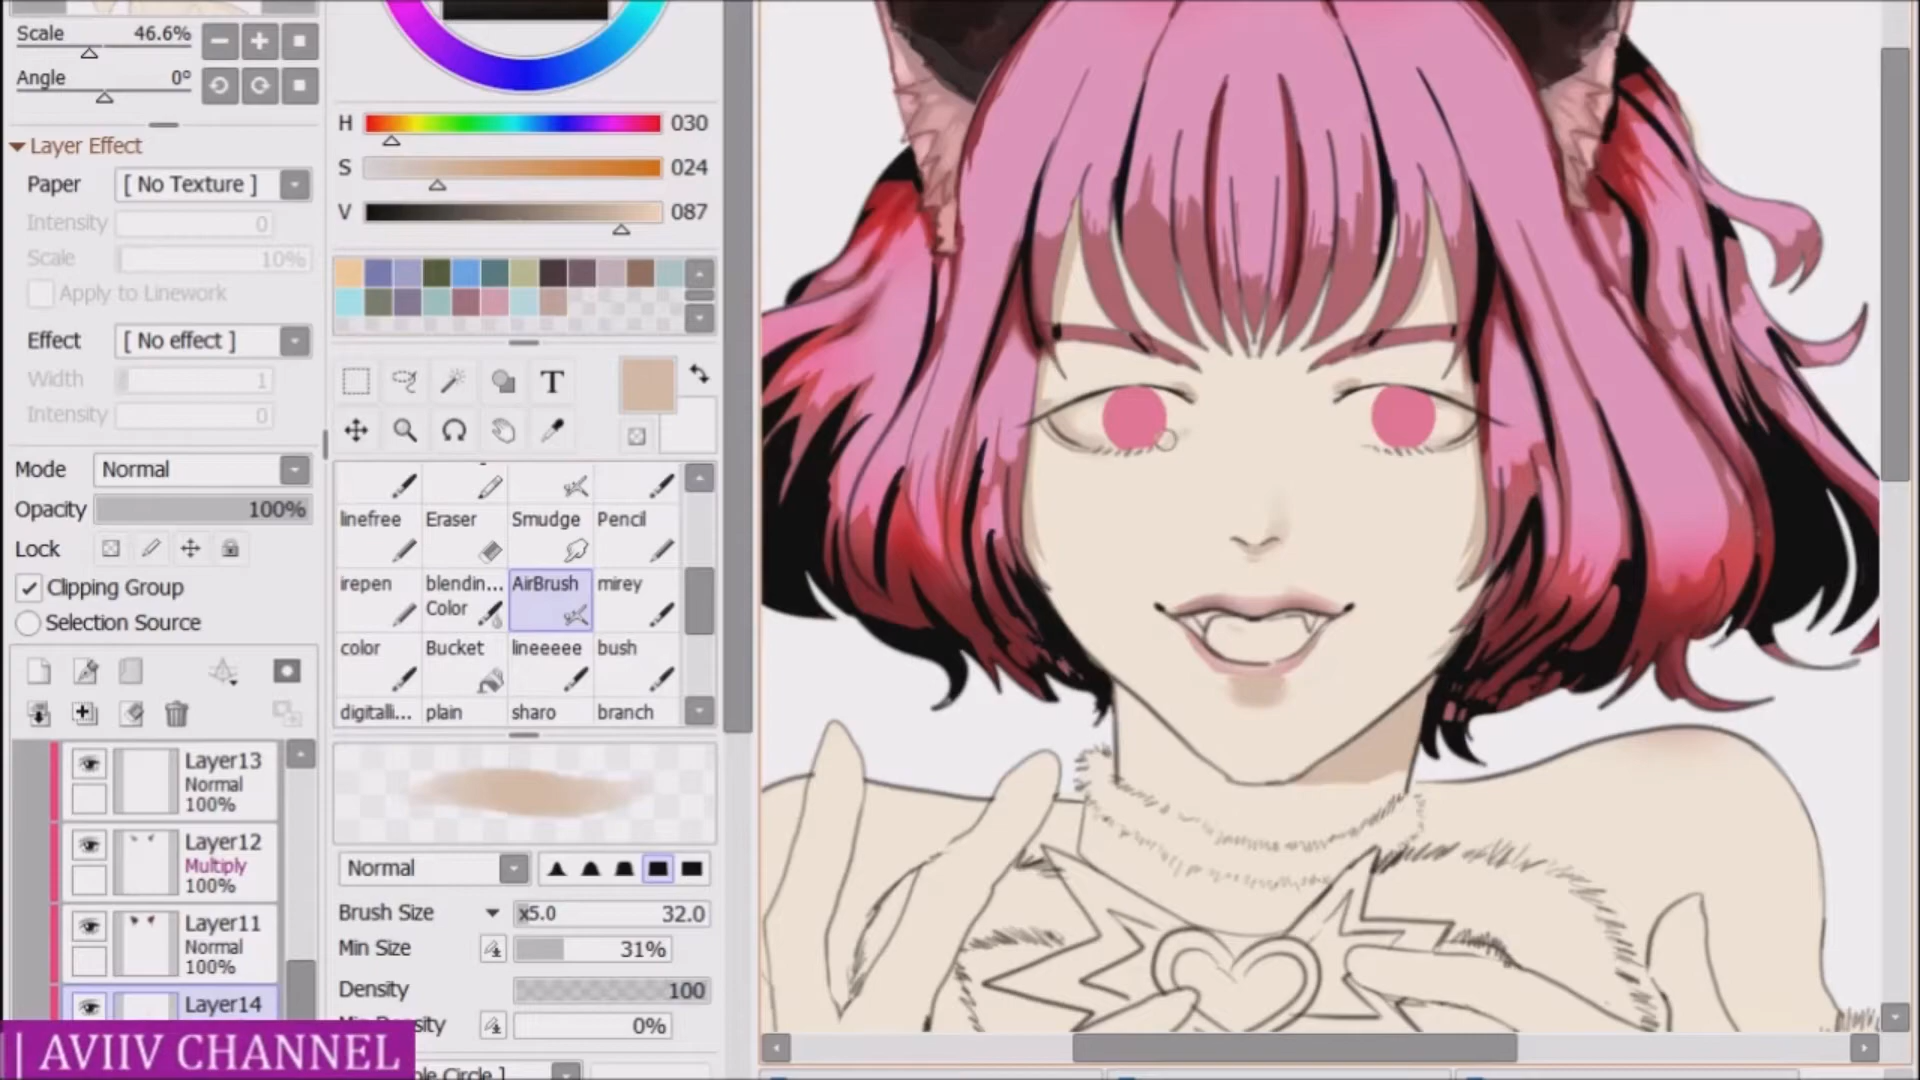 Scale 46.6%
Angle 0°
Layer Effect
Paper [ No Texture ]
Intensity 0
Scale 10%
Apply to Linework
Effect [ No effect ]
Width 1
Intensity 0
Mode Normal
Opacity 100%
Lock
Clipping Group
Selection Source
Layer13
Normal
100%
Layer12
Multiply
100%
Layer11
Normal
100%
Layer14
| AVIIV CHANNEL
H 030
S 024
V 087
T
linefree Eraser Smudge Pencil
irepen blendin... AirBrush mirey
Color
color Bucket lineeeee bush
digitalli... plain sharo branch
Normal
Brush Size x5.0 32.0
Min Size 31%
Density 100
0%